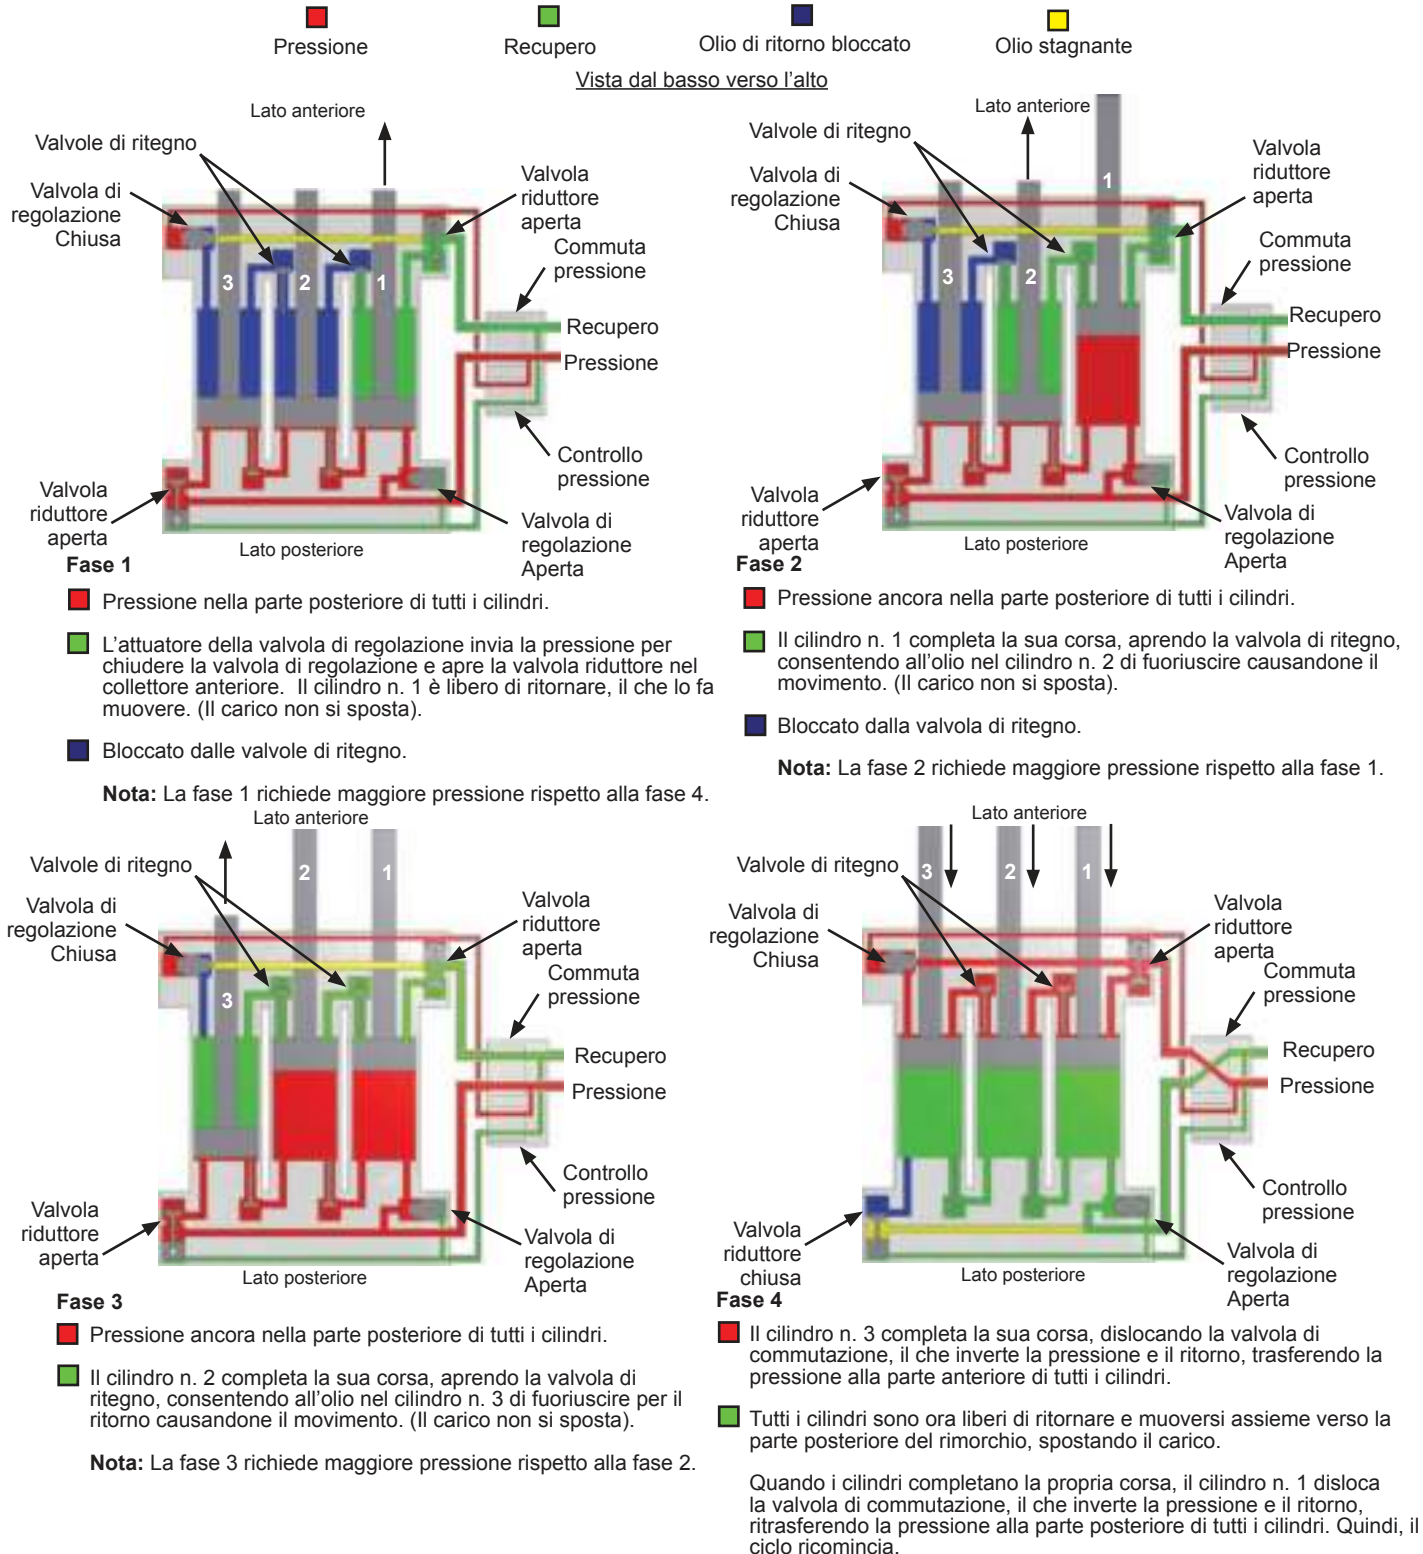 Pressione
Recupero
Olio di ritorno bloccato
Olio stagnante
Vista dal basso verso l'alto
Lato anteriore
Valvole di ritegno
Valvola di
regolazione
Chiusa
Valvola
riduttore
aperta
Commuta
pressione
3
2
1
Recupero
Pressione
Controllo
pressione
Valvola
riduttore
aperta
Valvola di
regolazione
Aperta
Lato posteriore
Fase 1
Pressione nella parte posteriore di tutti i cilindri.
L'attuatore della valvola di regolazione invia la pressione per
chiudere la valvola di regolazione e apre la valvola riduttore nel
collettore anteriore. Il cilindro n. 1 è libero di ritornare, il che lo fa
muovere. (Il carico non si sposta).
Bloccato dalle valvole di ritegno.
Nota: La fase 1 richiede maggiore pressione rispetto alla fase 4.
Lato anteriore
Valvole di ritegno
Valvola di
regolazione
Chiusa
Valvola
riduttore
aperta
Commuta
pressione
1
3
2
Recupero
Pressione
Controllo
pressione
Valvola
riduttore
aperta
Valvola di
regolazione
Aperta
Lato posteriore
Fase 2
Pressione ancora nella parte posteriore di tutti i cilindri.
Il cilindro n. 1 completa la sua corsa, aprendo la valvola di ritegno,
consentendo all'olio nel cilindro n. 2 di fuoriuscire causandone il
movimento. (Il carico non si sposta).
Bloccato dalla valvola di ritegno.
Nota: La fase 2 richiede maggiore pressione rispetto alla fase 1.
Lato anteriore
Valvole di ritegno
Valvola di
regolazione
Chiusa
2
1
Valvola
riduttore
aperta
Commuta
pressione
3
Recupero
Pressione
Controllo
pressione
Valvola
riduttore
aperta
Valvola di
regolazione
Aperta
Lato posteriore
Fase 3
Pressione ancora nella parte posteriore di tutti i cilindri.
Il cilindro n. 2 completa la sua corsa, aprendo la valvola di
ritegno, consentendo all'olio nel cilindro n. 3 di fuoriuscire per il
ritorno causandone il movimento. (Il carico non si sposta).
Nota: La fase 3 richiede maggiore pressione rispetto alla fase 2.
Lato anteriore
Valvole di ritegno
3
2
1
Valvola di
regolazione
Chiusa
Valvola
riduttore
aperta
Commuta
pressione
Recupero
Pressione
Controllo
pressione
Valvola
riduttore
chiusa
Valvola di
regolazione
Aperta
Lato posteriore
Fase 4
Il cilindro n. 3 completa la sua corsa, dislocando la valvola di
commutazione, il che inverte la pressione e il ritorno, trasferendo la
pressione alla parte anteriore di tutti i cilindri.
Tutti i cilindri sono ora liberi di ritornare e muoversi assieme verso la
parte posteriore del rimorchio, spostando il carico.
Quando i cilindri completano la propria corsa, il cilindro n. 1 disloca
la valvola di commutazione, il che inverte la pressione e il ritorno,
ritrasferendo la pressione alla parte posteriore di tutti i cilindri. Quindi, il
ciclo ricomincia.